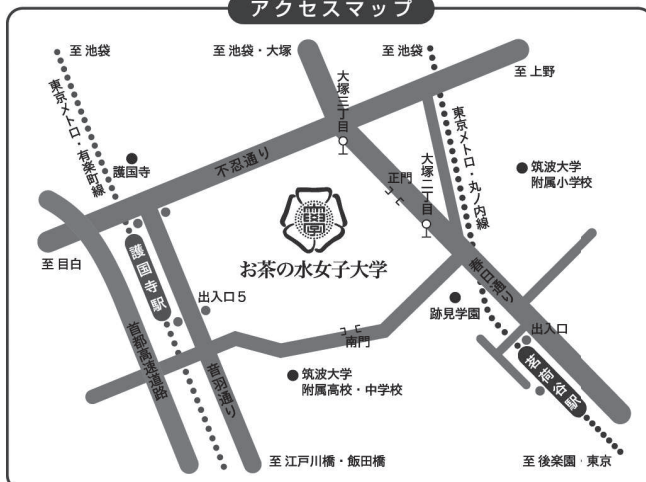 アクセスマップ
至 池袋
至 池袋・大塚
至 池袋
至 上野
東京メトロ・有楽町線
大塚三丁目
東京メトロ・丸ノ内線
護国寺
不忍通り
正門
大塚二丁目
筑波大学
附属小学校
至 目白
護国寺駅
お茶の水女子大学
春日通り
出入口５
跡見学園
首都高速道路
音羽通り
南門
出入口
茗荷谷駅
筑波大学
附属高校・中学校
至 江戸川橋・飯田橋
至 後楽園・東京